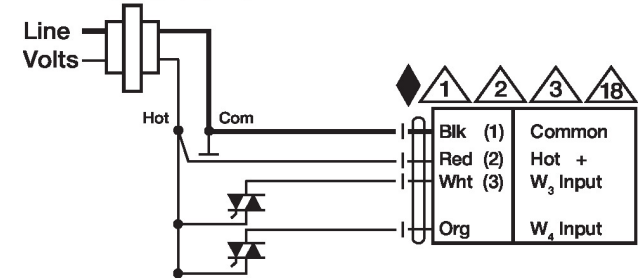 Line
Volts
Hot Com
1 2 3 18
Blk (1) Common
Red (2) Hot +
Wht (3) W3 Input
Org W4 Input